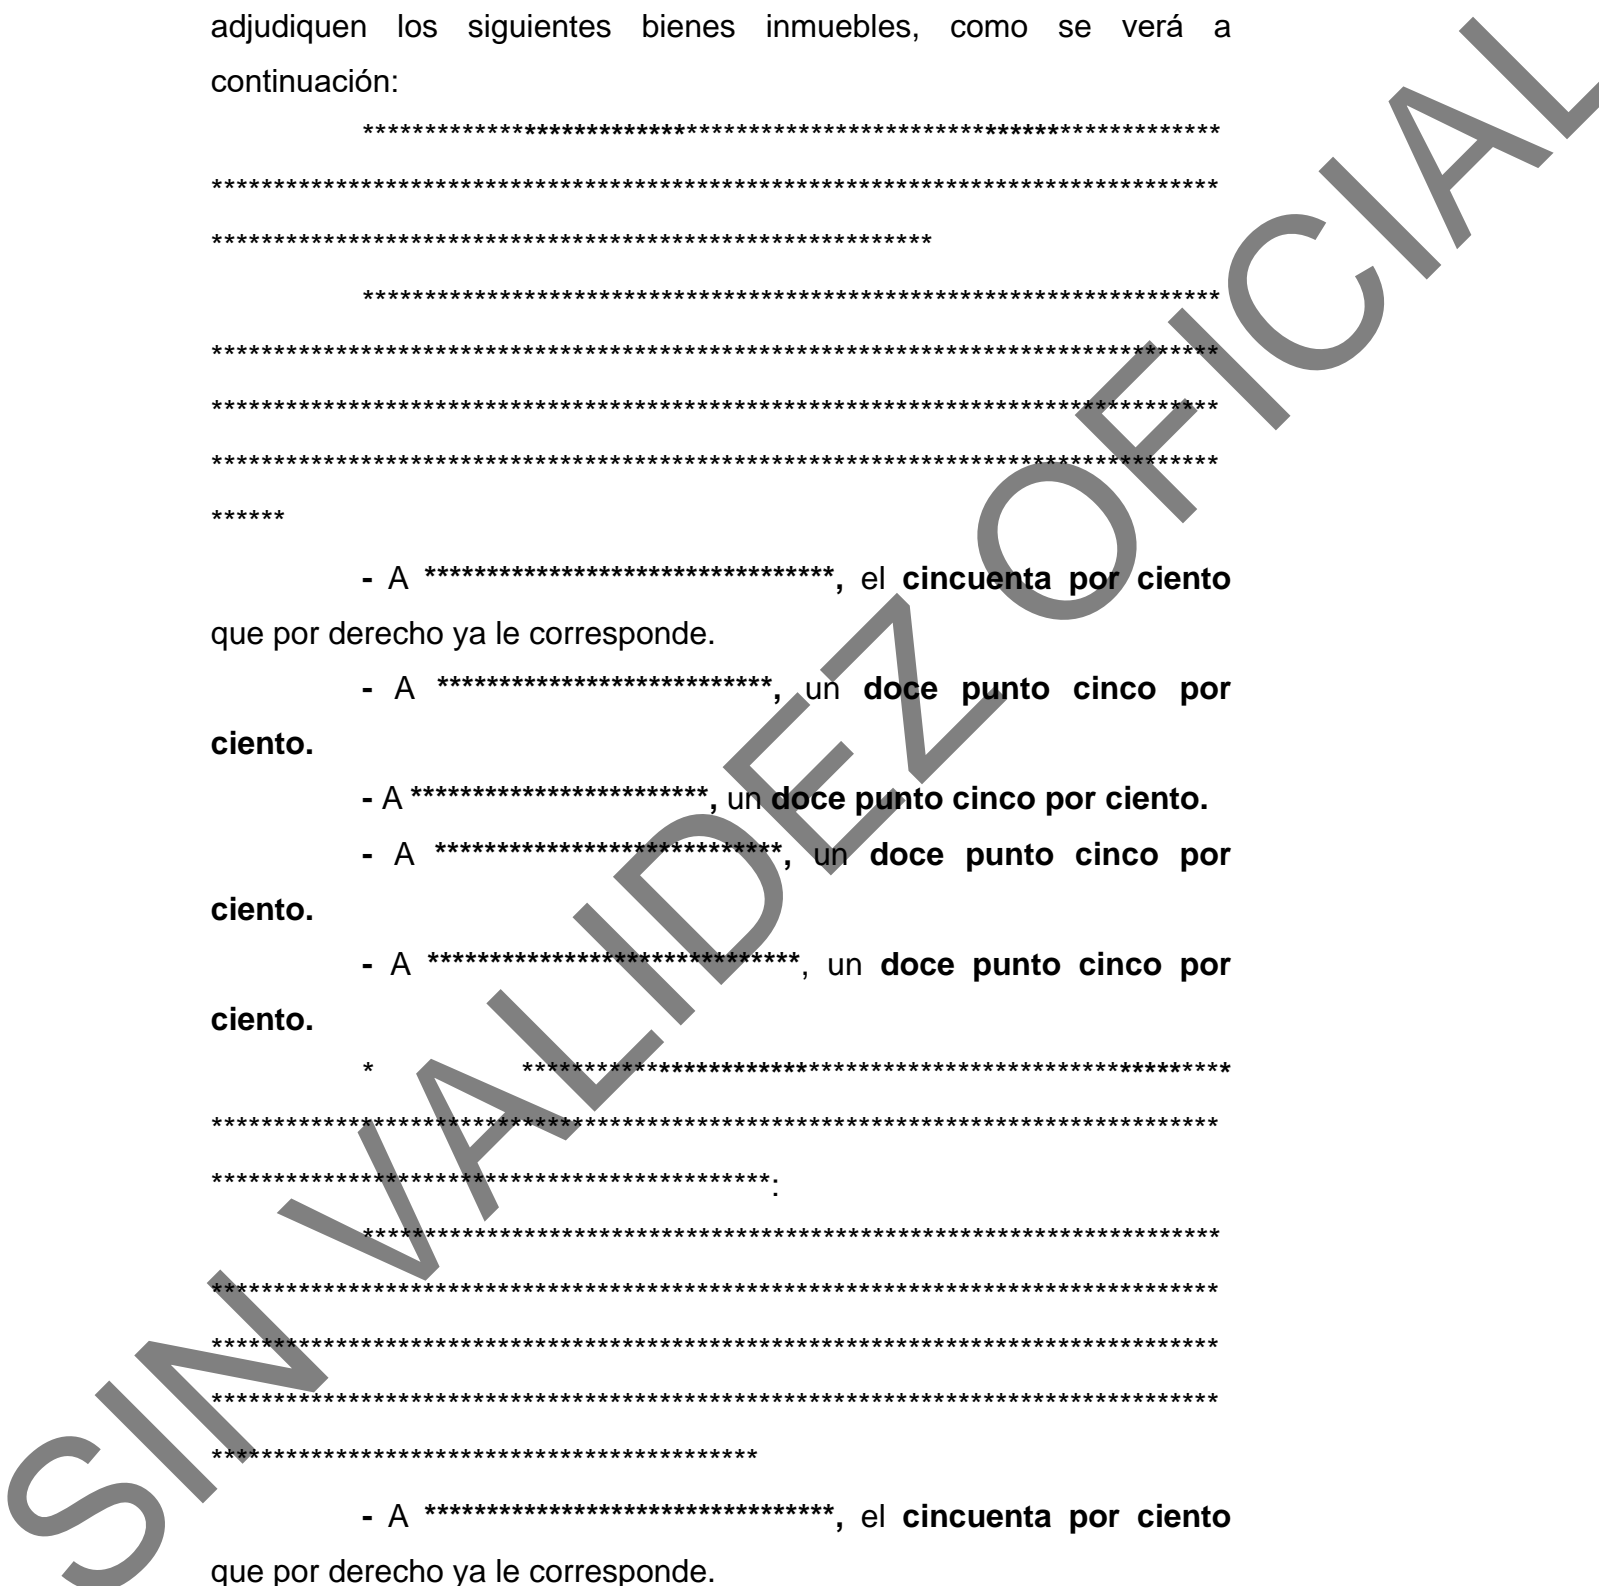 adjudiquen los siguientes bienes inmuebles, como se verá a
continuación:
*********************************************************************
*********************************************************************************
**********************************************************
*********************************************************************
*********************************************************************************
*********************************************************************************
*********************************************************************************
******
- A *********************************, el cincuenta por ciento
que por derecho ya le corresponde.
- A ***************************, un doce punto cinco por
ciento.
- A ************************, un doce punto cinco por ciento.
- A ****************************, un doce punto cinco por
ciento.
- A ******************************, un doce punto cinco por
ciento.
* *********************************************************
*********************************************************************************
*********************************************:
*********************************************************************
*********************************************************************************
*********************************************************************************
*********************************************************************************
********************************************
- A *********************************, el cincuenta por ciento
que por derecho ya le corresponde.
SIN VALIDEZ OFICIAL